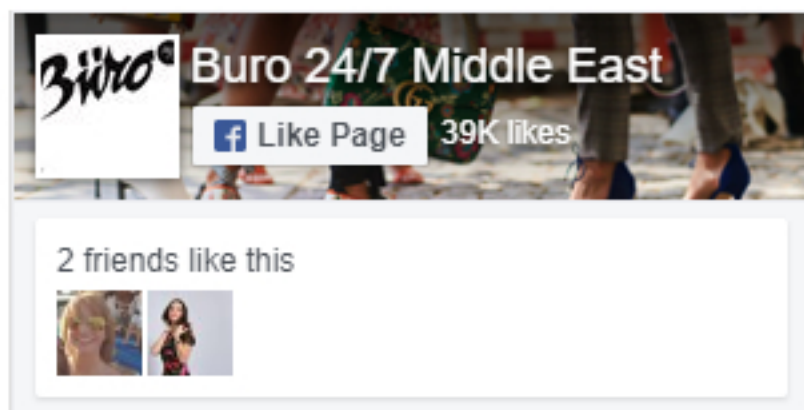 Büro
Buro 24/7 Middle East
Like Page
39K likes
2 friends like this